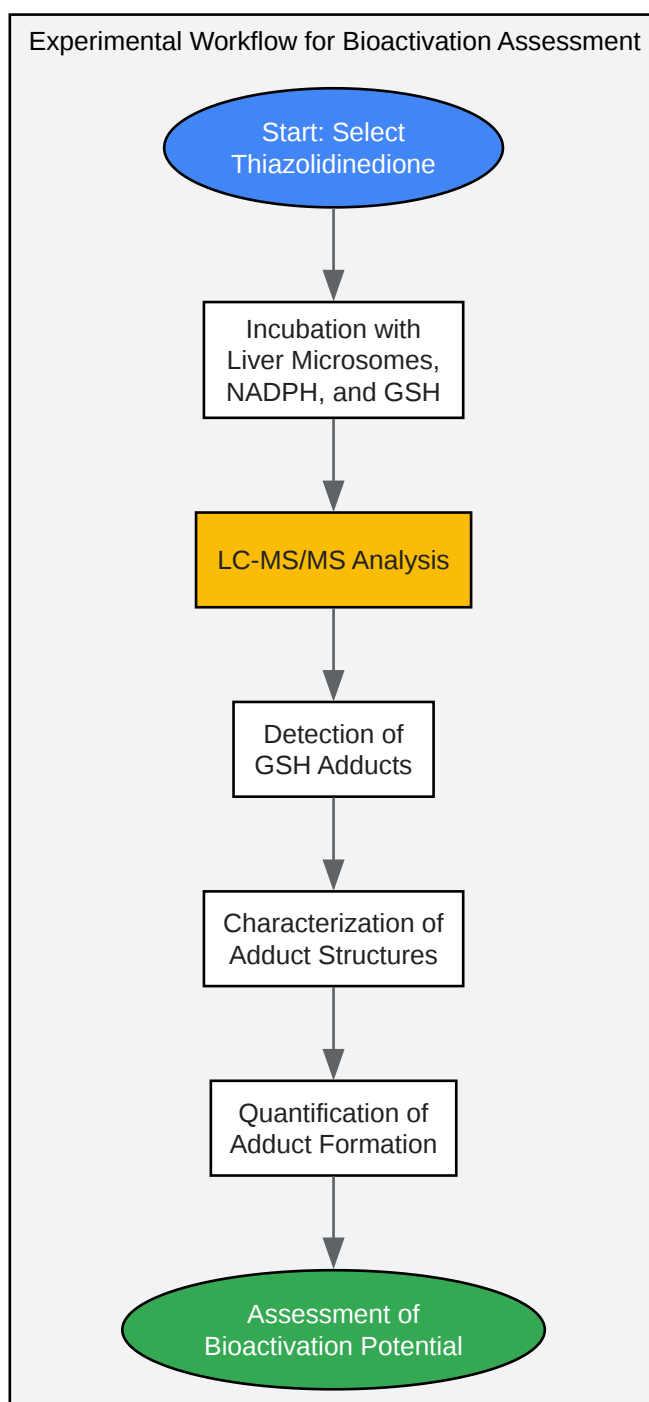 Experimental Workflow for Bioactivation Assessment
Start: Select
Thiazolidinedione
Incubation with
Liver Microsomes,
NADPH, and GSH
LC-MS/MS Analysis
Detection of
GSH Adducts
Characterization of
Adduct Structures
Quantification of
Adduct Formation
Assessment of
Bioactivation Potential